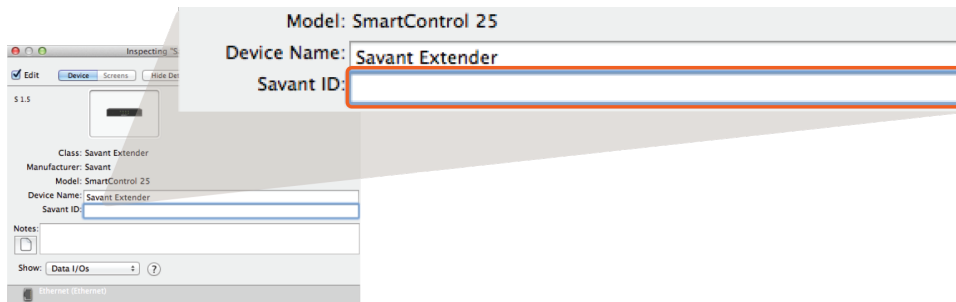 Model: SmartControl 25
Device Name: Savant Extender
Savant ID:
Inspecting "S
Edit Device Screens Hide Det
S 1.5
Class: Savant Extender
Manufacturer: Savant
Model: SmartControl 25
Device Name: Savant Extender
Savant ID:
Notes:
Show: Data I/Os ?
Ethernet (Ethernet)